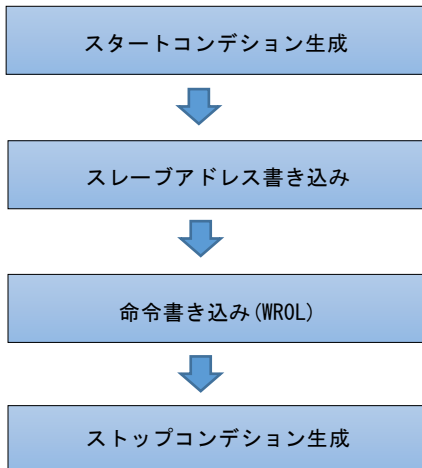 スタートコンデション生成
スレーブアドレス書き込み
命令書き込み(WROL)
ストップコンデション生成